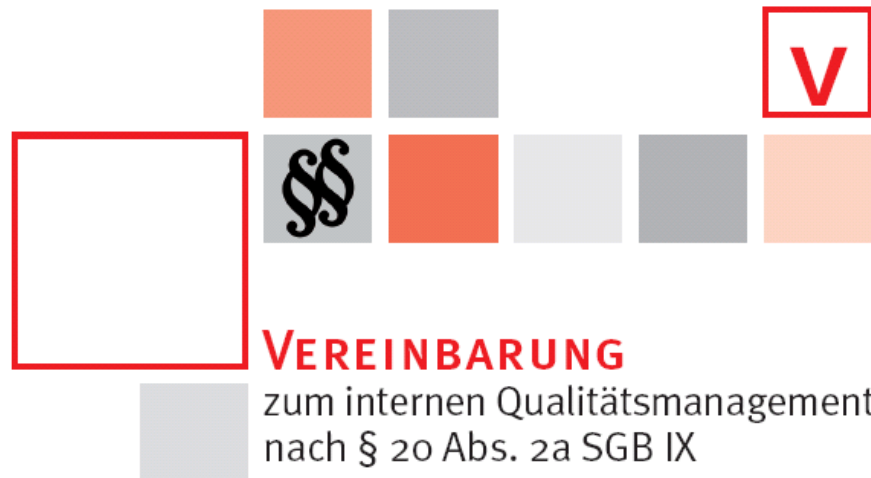 V
§§
VEREINBARUNG
zum internen Qualitätsmanagement
nach § 20 Abs. 2a SGB IX